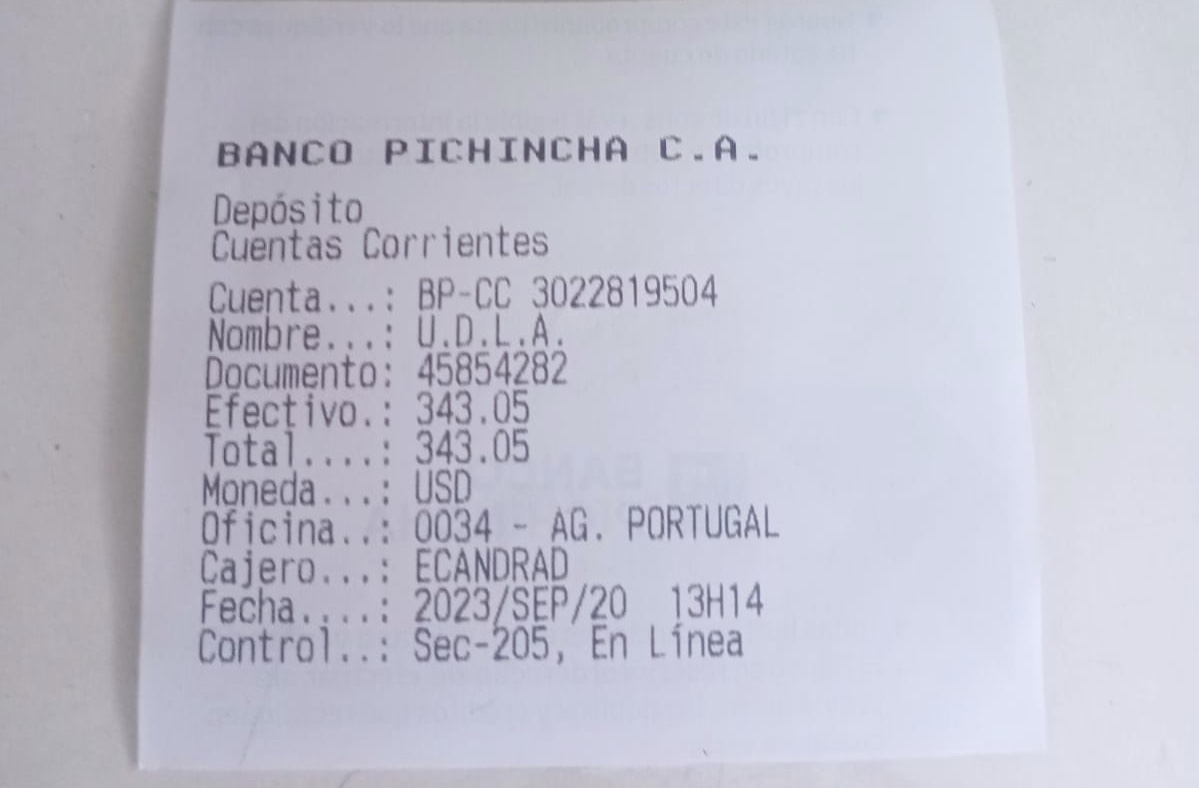 BANCO PICHINCHA C.A.
Depósito
Cuentas Corrientes
Cuenta...: BP-CC 3022819504
Nombre...: U.D.L.A.
Documento: 45854282
Efectivo.: 343.05
Total....: 343.05
Moneda...: USD
Oficina..: 0034 - AG. PORTUGAL
Cajero...: ECANDRAD
Fecha....: 2023/SEP/20 13H14
Control..: Sec-205, En Línea